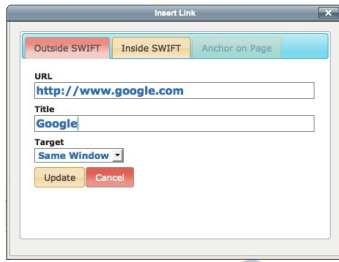 Insert Link X
Outside SWIFT Inside SWIFT Anchor on Page
URL
http://www.google.com
Title
Google
Target
Same Window
Update Cancel